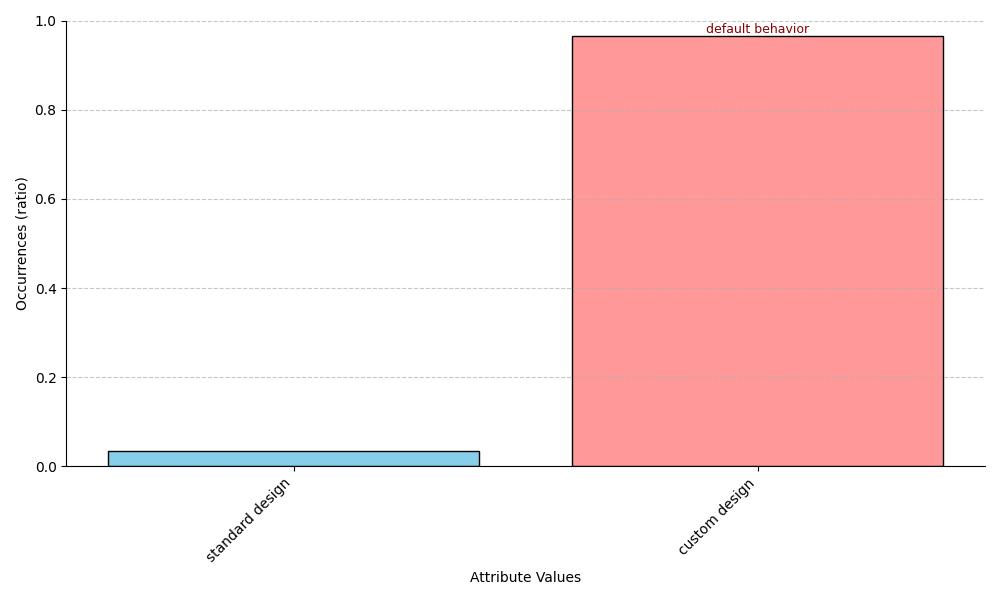 1.0
default behavior
0.8
0.6
0.4
0.2
0.0
Occurrences (ratio)
standard design
custom design
Attribute Values